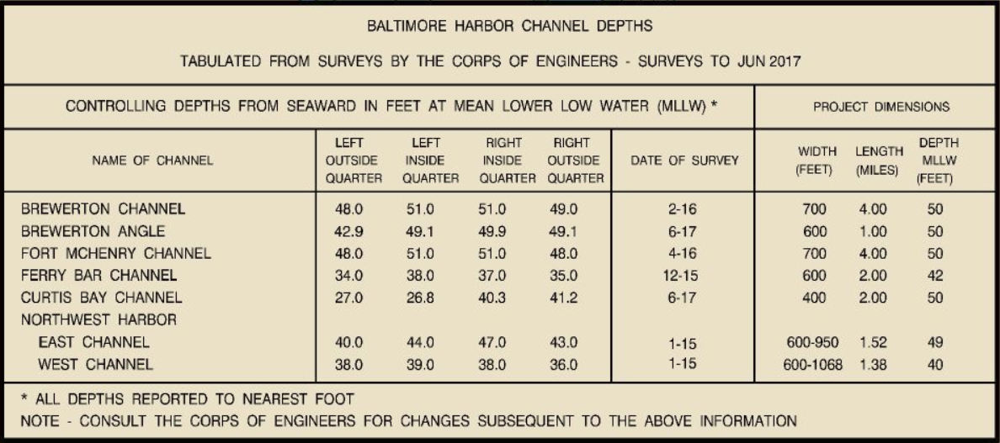 BALTIMORE HARBOR CHANNEL DEPTHS
TABULATED FROM SURVEYS BY THE CORPS OF ENGINEERS - SURVEYS TO JUN 2017
CONTROLLING DEPTHS FROM SEAWARD IN FEET AT MEAN LOWER LOW WATER (MLLW) * PROJECT DIMENSIONS
NAME OF CHANNEL LEFT OUTSIDE QUARTER LEFT INSIDE QUARTER RIGHT INSIDE QUARTER RIGHT OUTSIDE QUARTER DATE OF SURVEY WIDTH (FEET) LENGTH (MILES) DEPTH MLLW (FEET)
BREWERTON CHANNEL 48.0 51.0 51.0 49.0 2-16 700 4.00 50
BREWERTON ANGLE 42.9 49.1 49.9 49.1 6-17 600 1.00 50
FORT MCHENRY CHANNEL 48.0 51.0 51.0 48.0 4-16 700 4.00 50
FERRY BAR CHANNEL 34.0 38.0 37.0 35.0 12-15 600 2.00 42
CURTIS BAY CHANNEL 27.0 26.8 40.3 41.2 6-17 400 2.00 50
NORTHWEST HARBOR
EAST CHANNEL 40.0 44.0 47.0 43.0 1-15 600-950 1.52 49
WEST CHANNEL 38.0 39.0 38.0 36.0 1-15 600-1068 1.38 40
* ALL DEPTHS REPORTED TO NEAREST FOOT
NOTE - CONSULT THE CORPS OF ENGINEERS FOR CHANGES SUBSEQUENT TO THE ABOVE INFORMATION